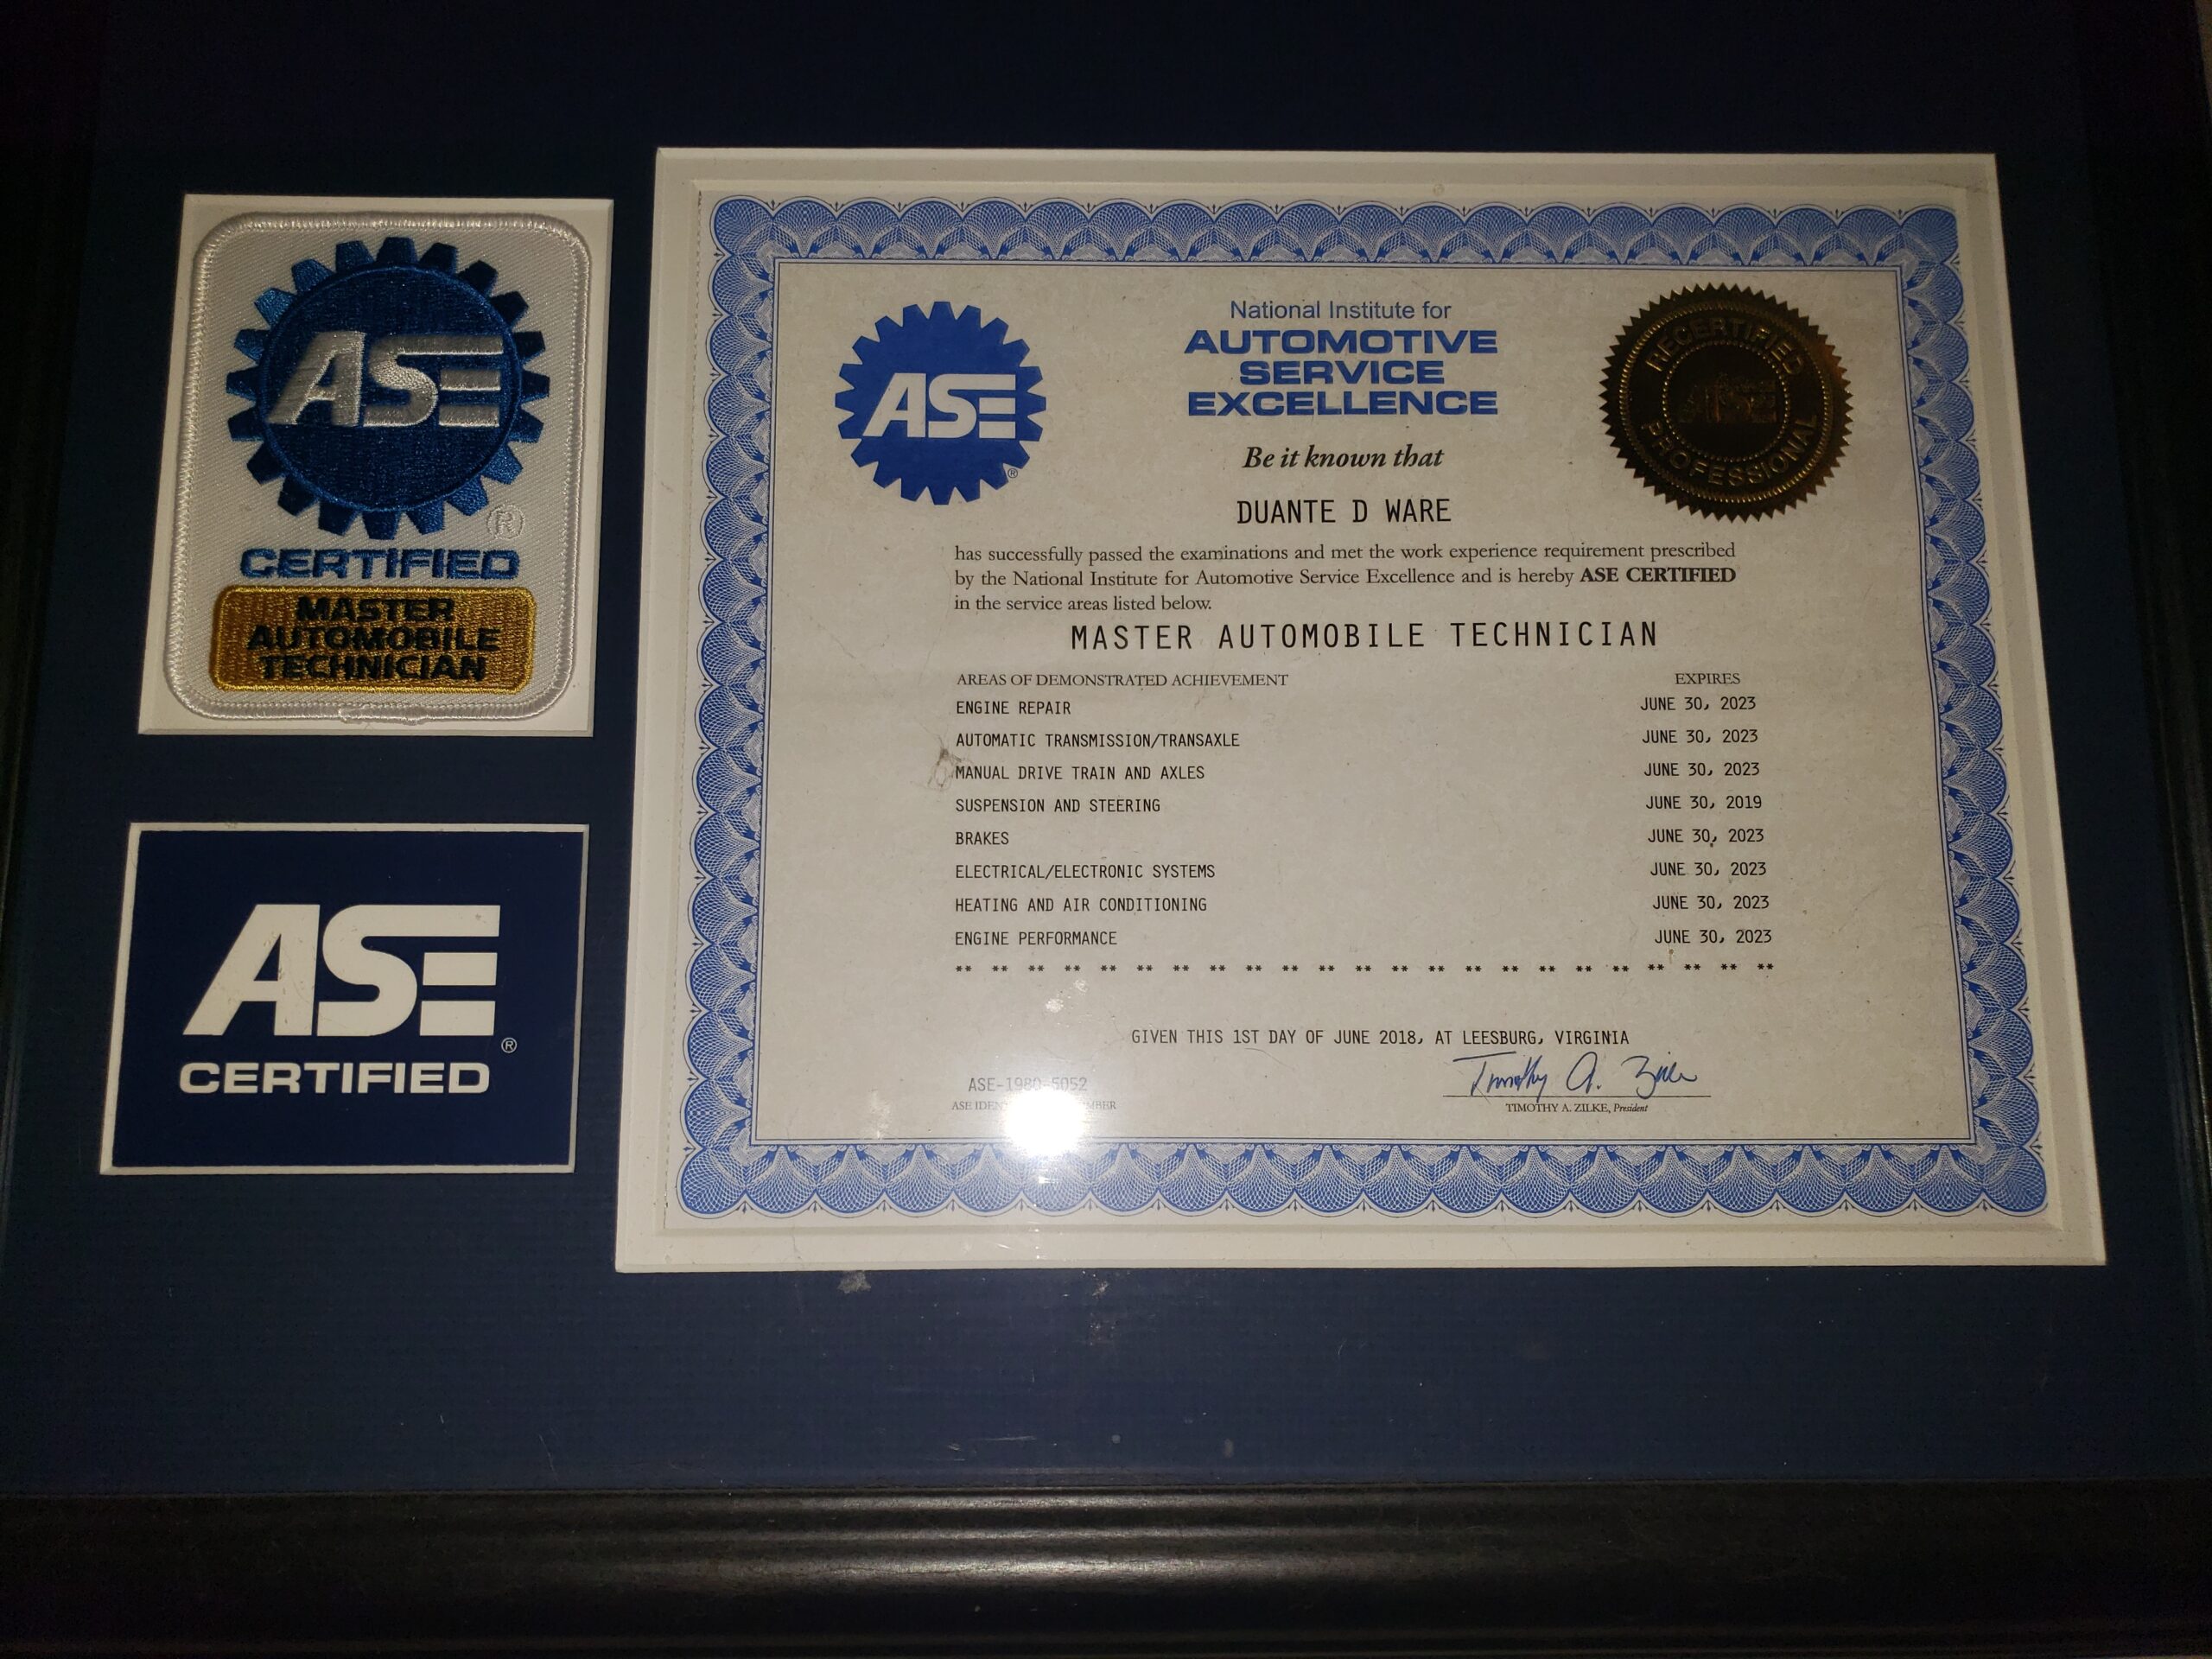 ASE
®
CERTIFIED
MASTER
AUTOMOBILE
TECHNICIAN
ASE
®
CERTIFIED
ASE
®
National Institute for
AUTOMOTIVE
SERVICE
EXCELLENCE
RECERTIFIED
ASE
PROFESSIONAL
Be it known that
DUANTE D WARE
has successfully passed the examinations and met the work experience requirement prescribed
by the National Institute for Automotive Service Excellence and is hereby ASE CERTIFIED
in the service areas listed below.
MASTER AUTOMOBILE TECHNICIAN
AREAS OF DEMONSTRATED ACHIEVEMENT EXPIRES
ENGINE REPAIR JUNE 30, 2023
AUTOMATIC TRANSMISSION/TRANSAXLE JUNE 30, 2023
MANUAL DRIVE TRAIN AND AXLES JUNE 30, 2023
SUSPENSION AND STEERING JUNE 30, 2019
BRAKES JUNE 30, 2023
ELECTRICAL/ELECTRONIC SYSTEMS JUNE 30, 2023
HEATING AND AIR CONDITIONING JUNE 30, 2023
ENGINE PERFORMANCE JUNE 30, 2023
** ** ** ** ** ** ** ** ** ** ** ** ** ** ** ** ** ** ** ** ** ** **
GIVEN THIS 1ST DAY OF JUNE 2018, AT LEESBURG, VIRGINIA
Timothy A. Zilke
ASE-1980-5052
TIMOTHY A. ZILKE, President
ASE